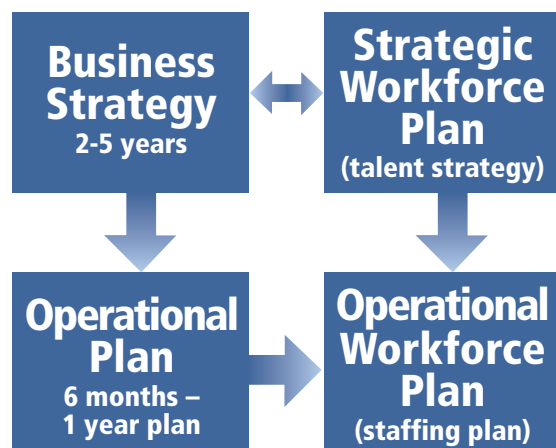 Business
Strategy
2-5 years
Strategic
Workforce
Plan
(talent strategy)
Operational
Plan
6 months –
1 year plan
Operational
Workforce
Plan
(staffing plan)